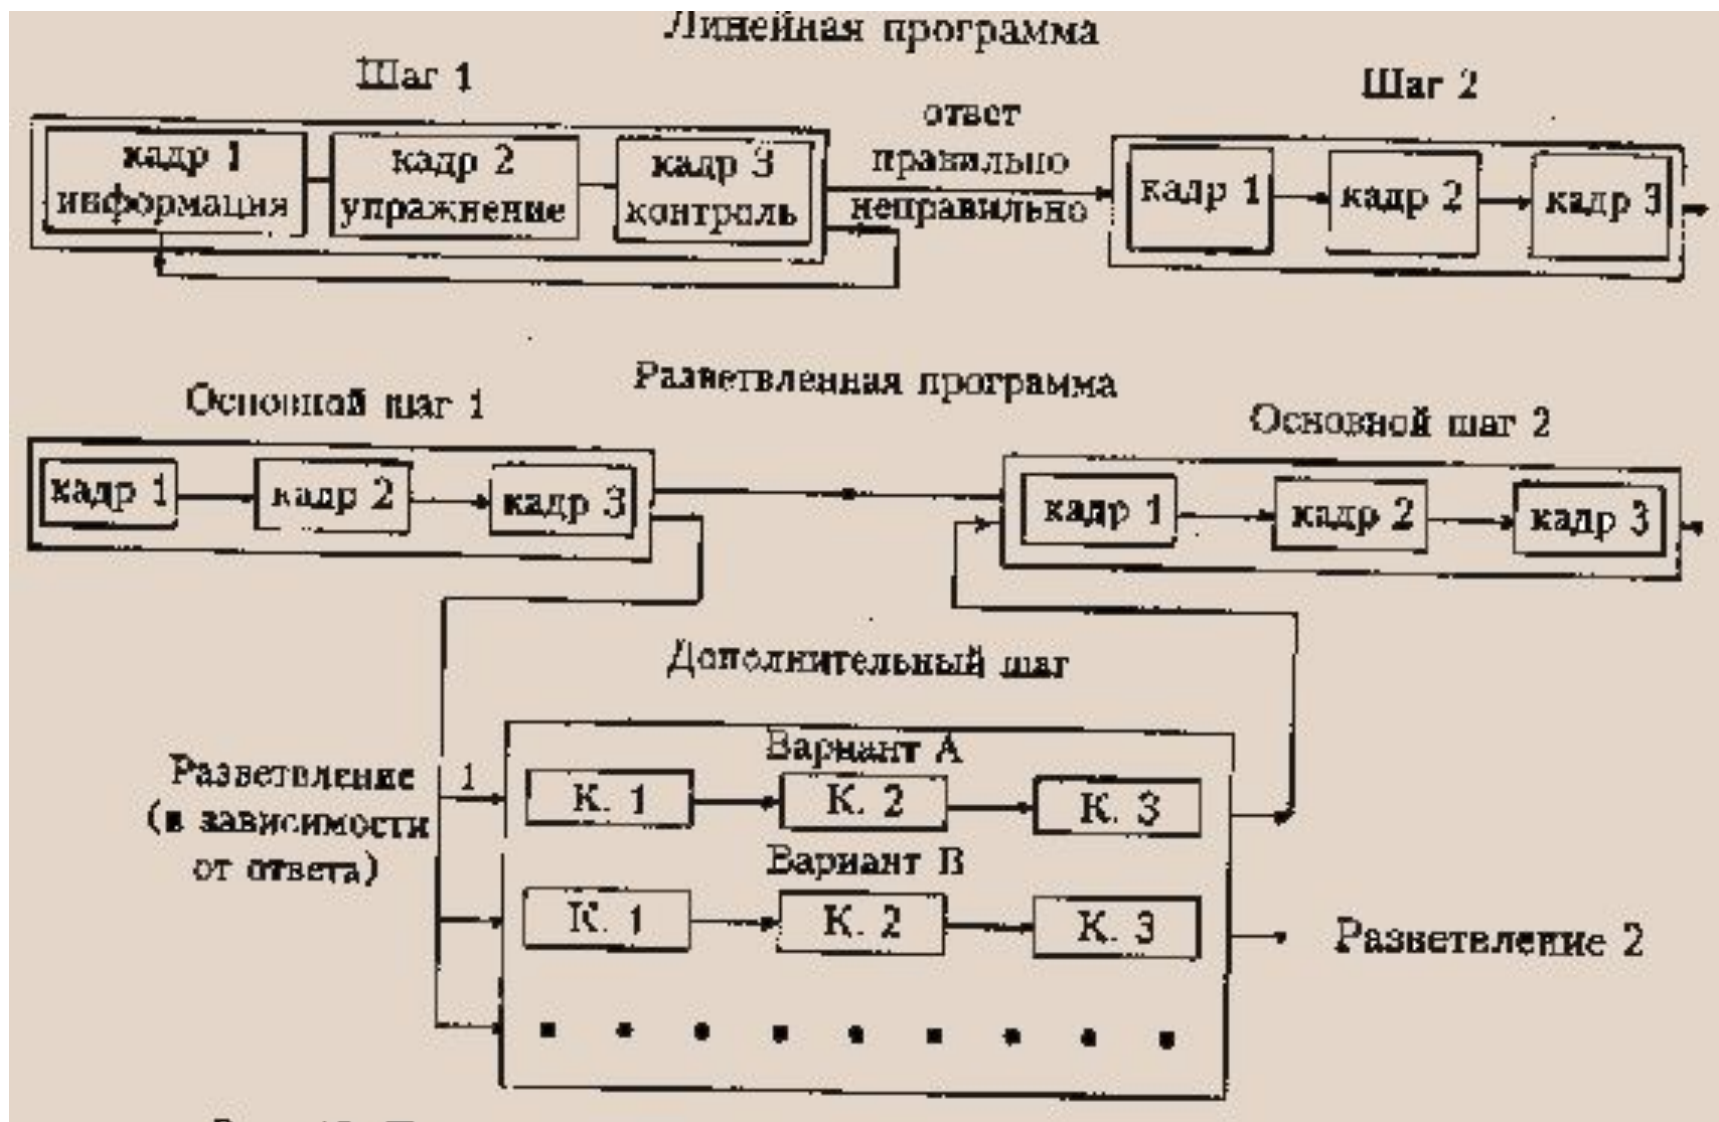 Линейная программа
Шаг 1
Шаг 2
кадр 1
информация
кадр 2
упражнение
кадр 3
контроль
ответ
правильно
неправильно
кадр 1
кадр 2
кадр 3
Разветвленная программа
Основной шаг 1
Основной шаг 2
кадр 1
кадр 2
кадр 3
кадр 1
кадр 2
кадр 3
Дополнительный шаг
Разветвление 1
(в зависимости
от ответа)
Вариант А
К. 1
К. 2
К. 3
Вариант В
К. 1
К. 2
К. 3
Разветвление 2